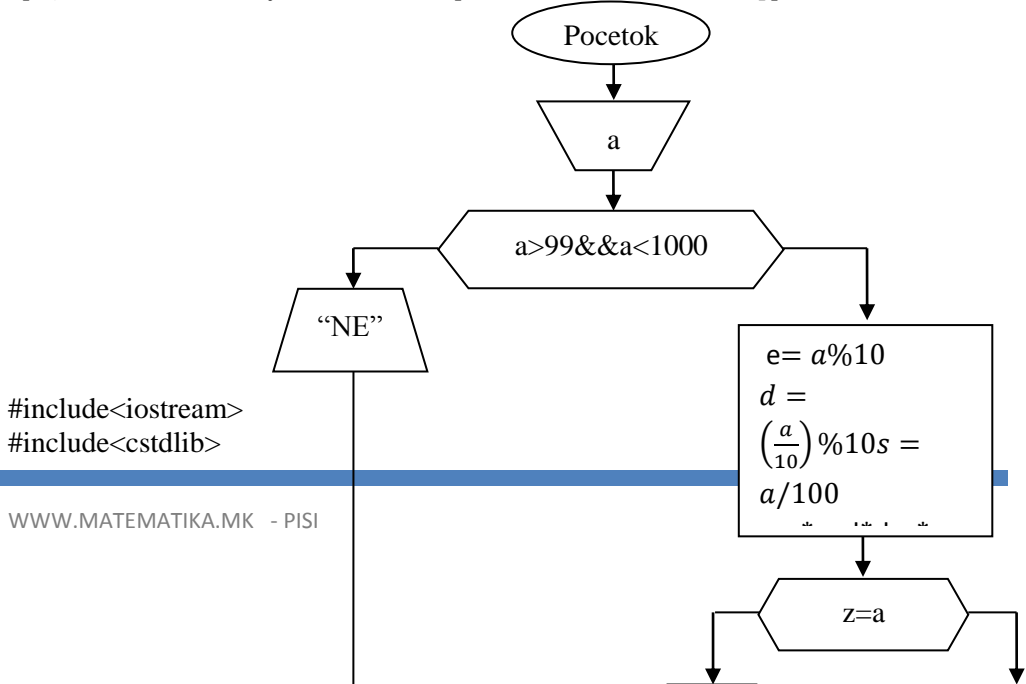 Pocetok
a
a>99&&a<1000
“NE”
e= a%10
d =
(a/10)%10s =
a/100
#include<iostream>
#include<cstdlib>
WWW.MATEMATIKA.MK - PISI
z=a